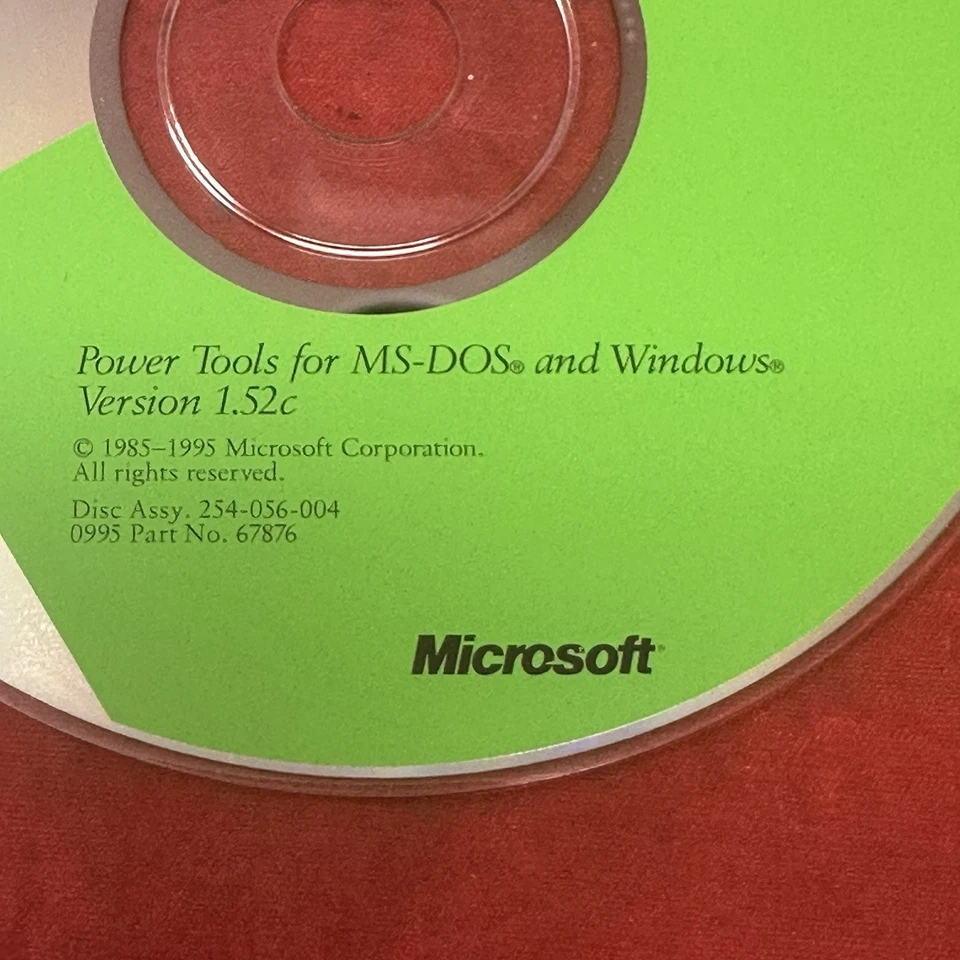 Power Tools for MS-DOS® and Windows®
Version 1.52c
© 1985–1995 Microsoft Corporation.
All rights reserved.
Disc Assy. 254-056-004
0995 Part No. 67876
Microsoft